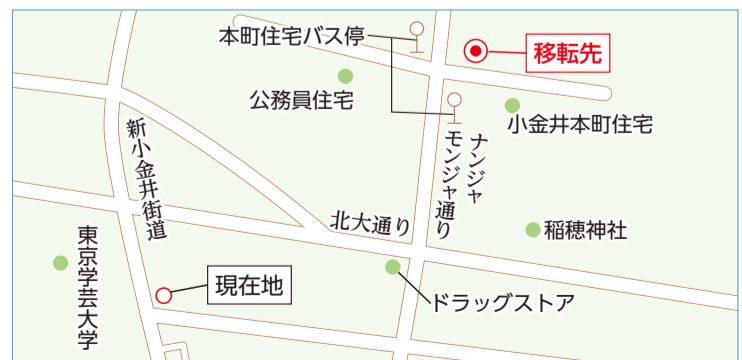 本町住宅バス停
移転先
公務員住宅
小金井本町住宅
新小金井街道
ナンジャ
モンジャ通り
北大通り
稲穂神社
東京学芸大学
現在地
ドラッグストア